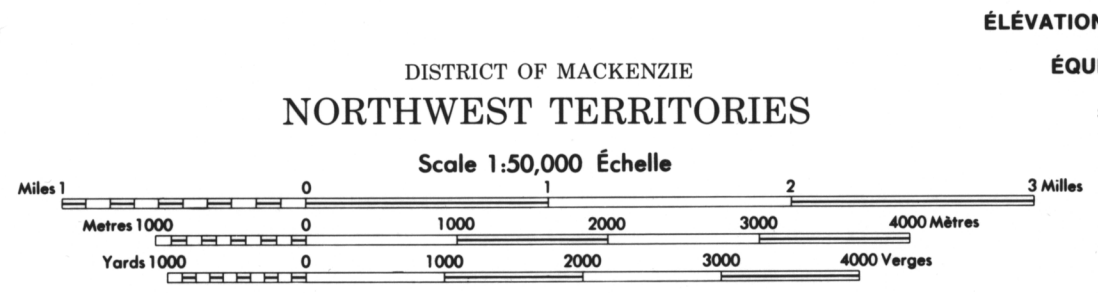 ÉLÉVATION
DISTRICT OF MACKENZIE
ÉQUI
NORTHWEST TERRITORIES
Scale 1:50,000 Échelle
Miles 1 0 1 2 3 Milles
Metres 1000 0 1000 2000 3000 4000 Mètres
Yards 1000 0 1000 2000 3000 4000 Verges